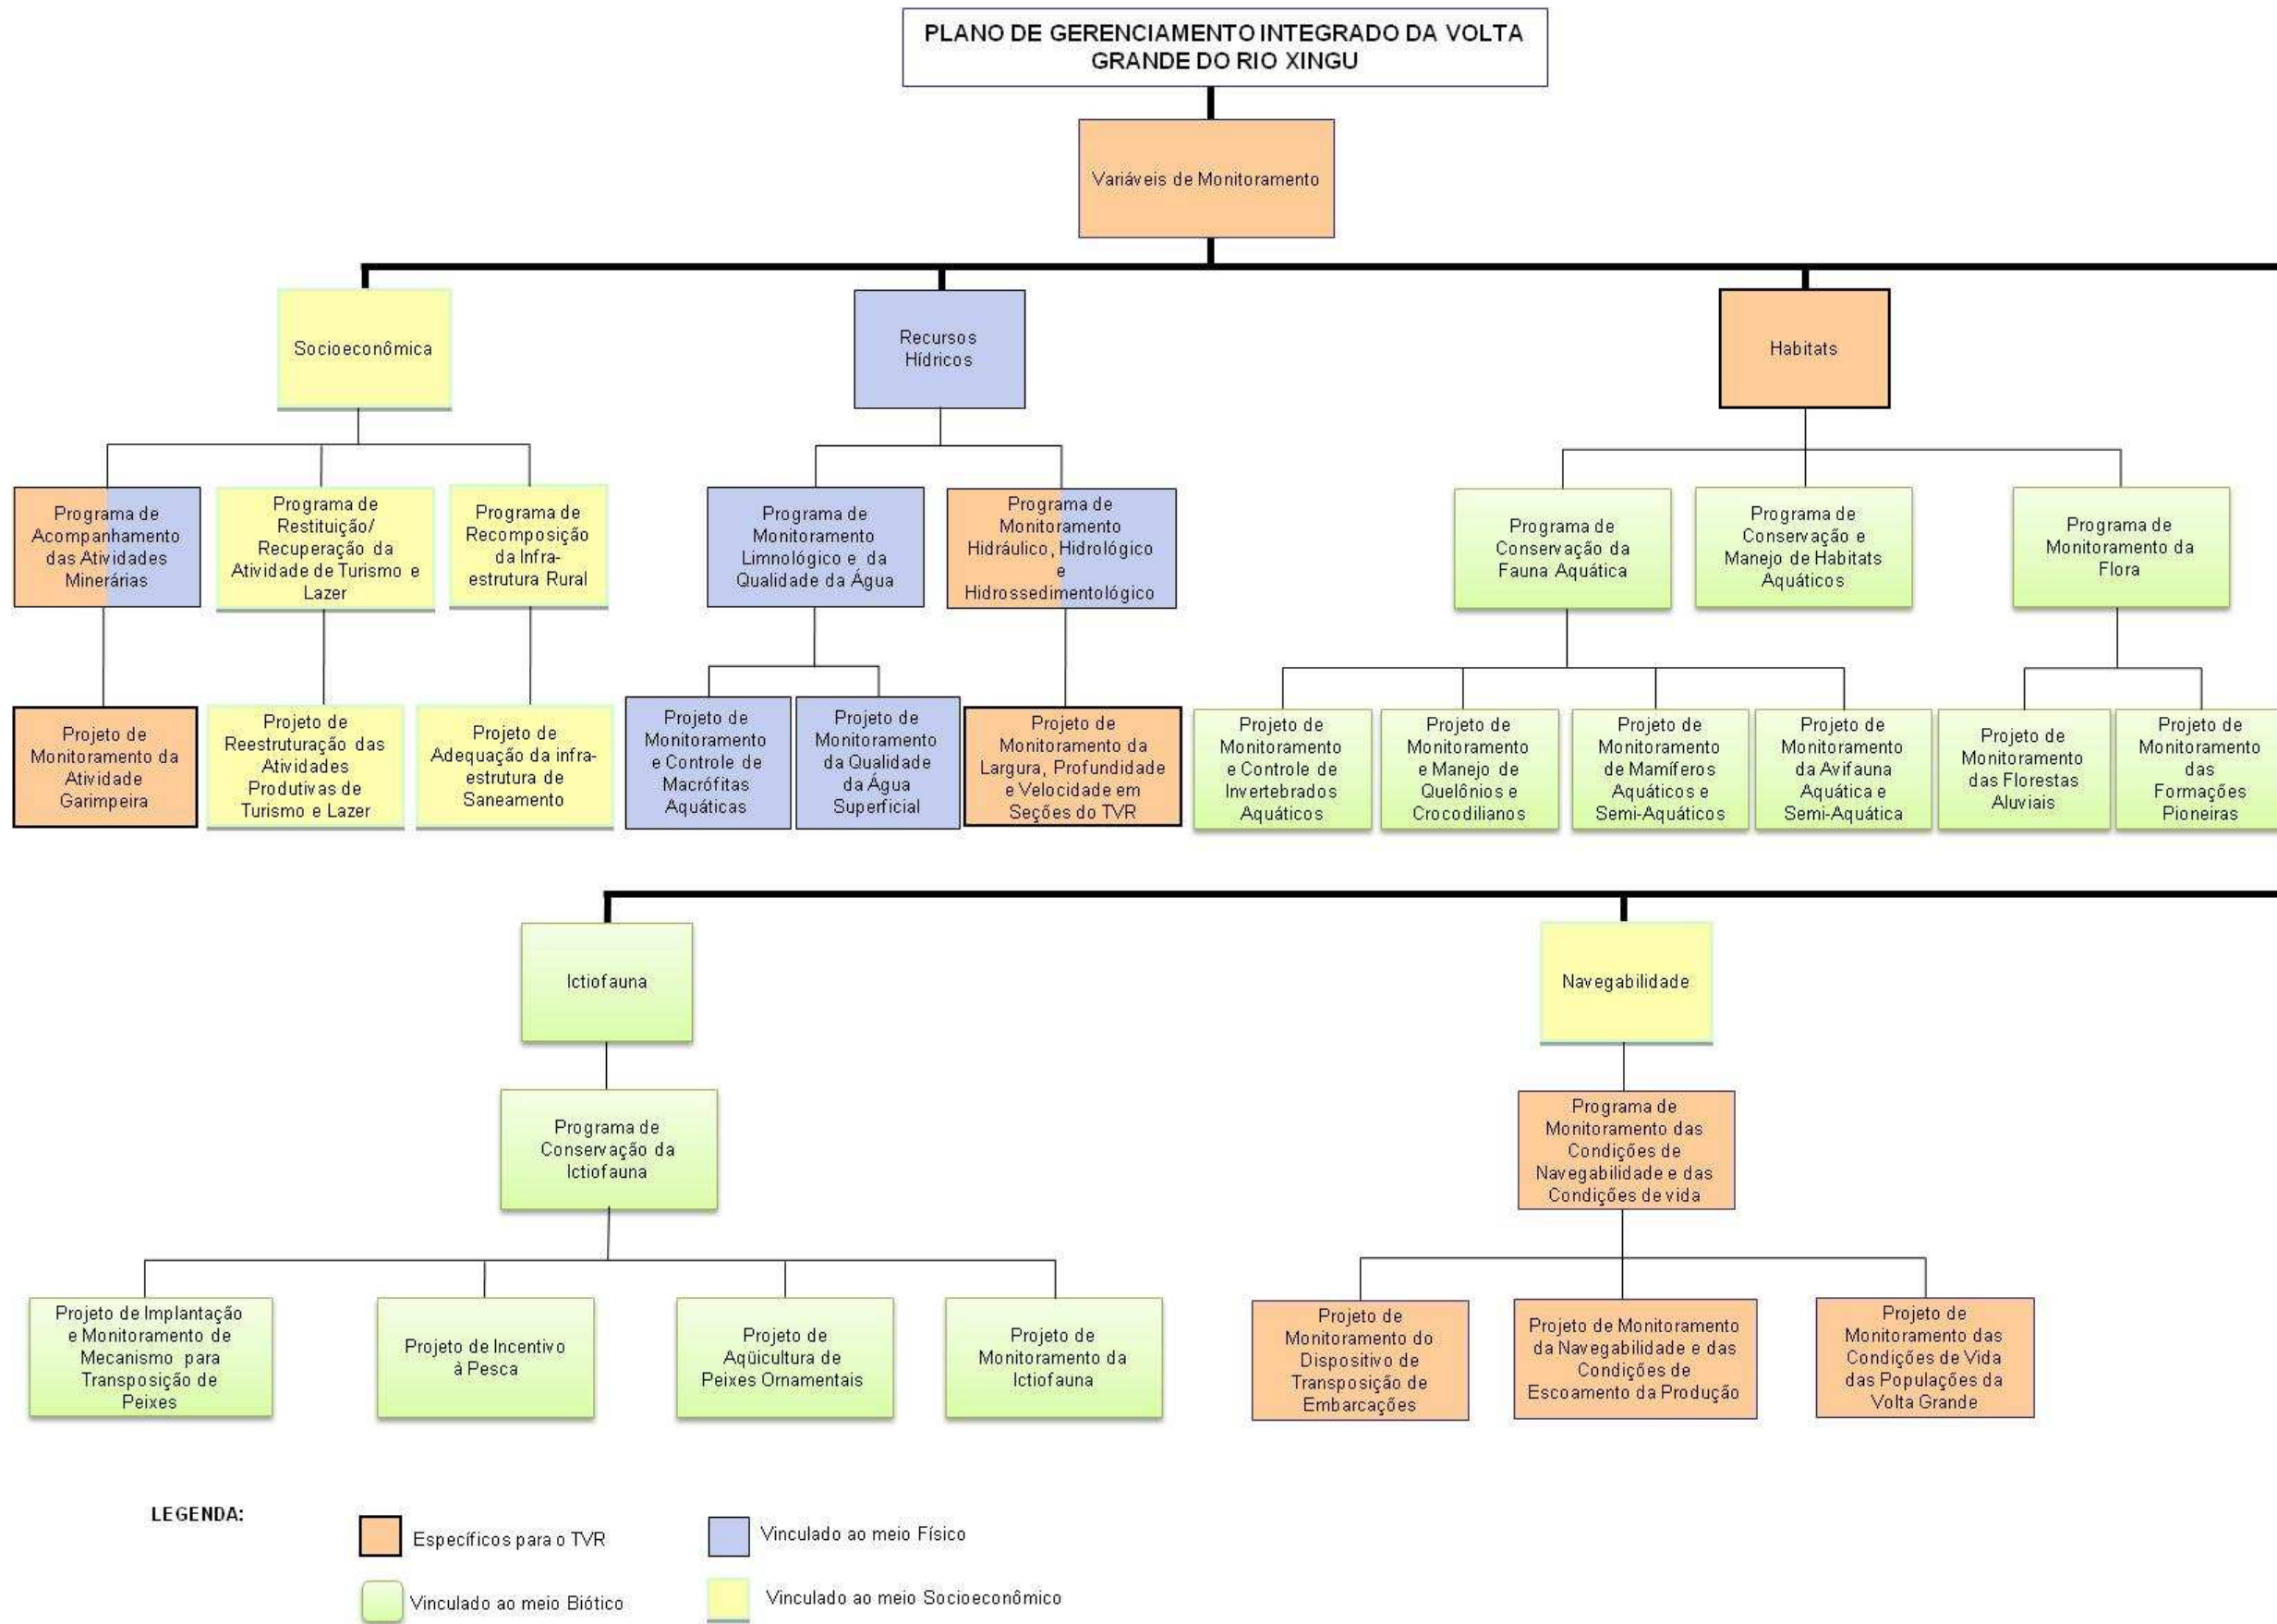 PLANO DE GERENCIAMENTO INTEGRADO DA VOLTA
GRANDE DO RIO XINGU
Variáveis de Monitoramento
Socioeconômica
Recursos
Hídricos
Habitats
Programa de
Acompanhamento
das Atividades
Minerárias
Programa de
Restituição/
Recuperação da
Atividade de Turismo e
Lazer
Programa de
Recomposição
da Infra-
estrutura Rural
Programa de
Monitoramento
Limnológico e da
Qualidade da Água
Programa de
Monitoramento
Hidráulico, Hidrológico
e
Hidrossedimentológico
Programa de
Conservação da
Fauna Aquática
Programa de
Conservação e
Manejo de Habitats
Aquáticos
Programa de
Monitoramento da
Flora
Projeto de
Monitoramento da
Atividade
Garimpeira
Projeto de
Reestruturação das
Atividades
Produtivas de
Turismo e Lazer
Projeto de
Adequação da infra-
estrutura de
Saneamento
Projeto de
Monitoramento
e Controle de
Macrófitas
Aquáticas
Projeto de
Monitoramento
da Qualidade
da Água
Superficial
Projeto de
Monitoramento da
Largura, Profundidade
e Velocidade em
Seções do TVR
Projeto de
Monitoramento
e Controle de
Invertebrados
Aquáticos
Projeto de
Monitoramento
e Manejo de
Quelônios e
Crocodilianos
Projeto de
Monitoramento
de Mamíferos
Aquáticos e
Semi-Aquáticos
Projeto de
Monitoramento
da Avifauna
Aquática e
Semi-Aquática
Projeto de
Monitoramento
das Florestas
Aluviais
Projeto de
Monitoramento
das
Formações
Pioneiras
Ictiofauna
Navegabilidade
Programa de
Conservação da
Ictiofauna
Programa de
Monitoramento das
Condições de
Navegabilidade e das
Condições de vida
Projeto de Implantação
e Monitoramento de
Mecanismo para
Transposição de
Peixes
Projeto de Incentivo
à Pesca
Projeto de
Aqüicultura de
Peixes Ornamentais
Projeto de
Monitoramento da
Ictiofauna
Projeto de
Monitoramento do
Dispositivo de
Transposição de
Embarcações
Projeto de Monitoramento
da Navegabilidade e das
Condições de
Escoamento da Produção
Projeto de
Monitoramento das
Condições de Vida
das Populações da
Volta Grande
LEGENDA:
Específicos para o TVR
Vinculado ao meio Físico
Vinculado ao meio Biótico
Vinculado ao meio Socioeconômico